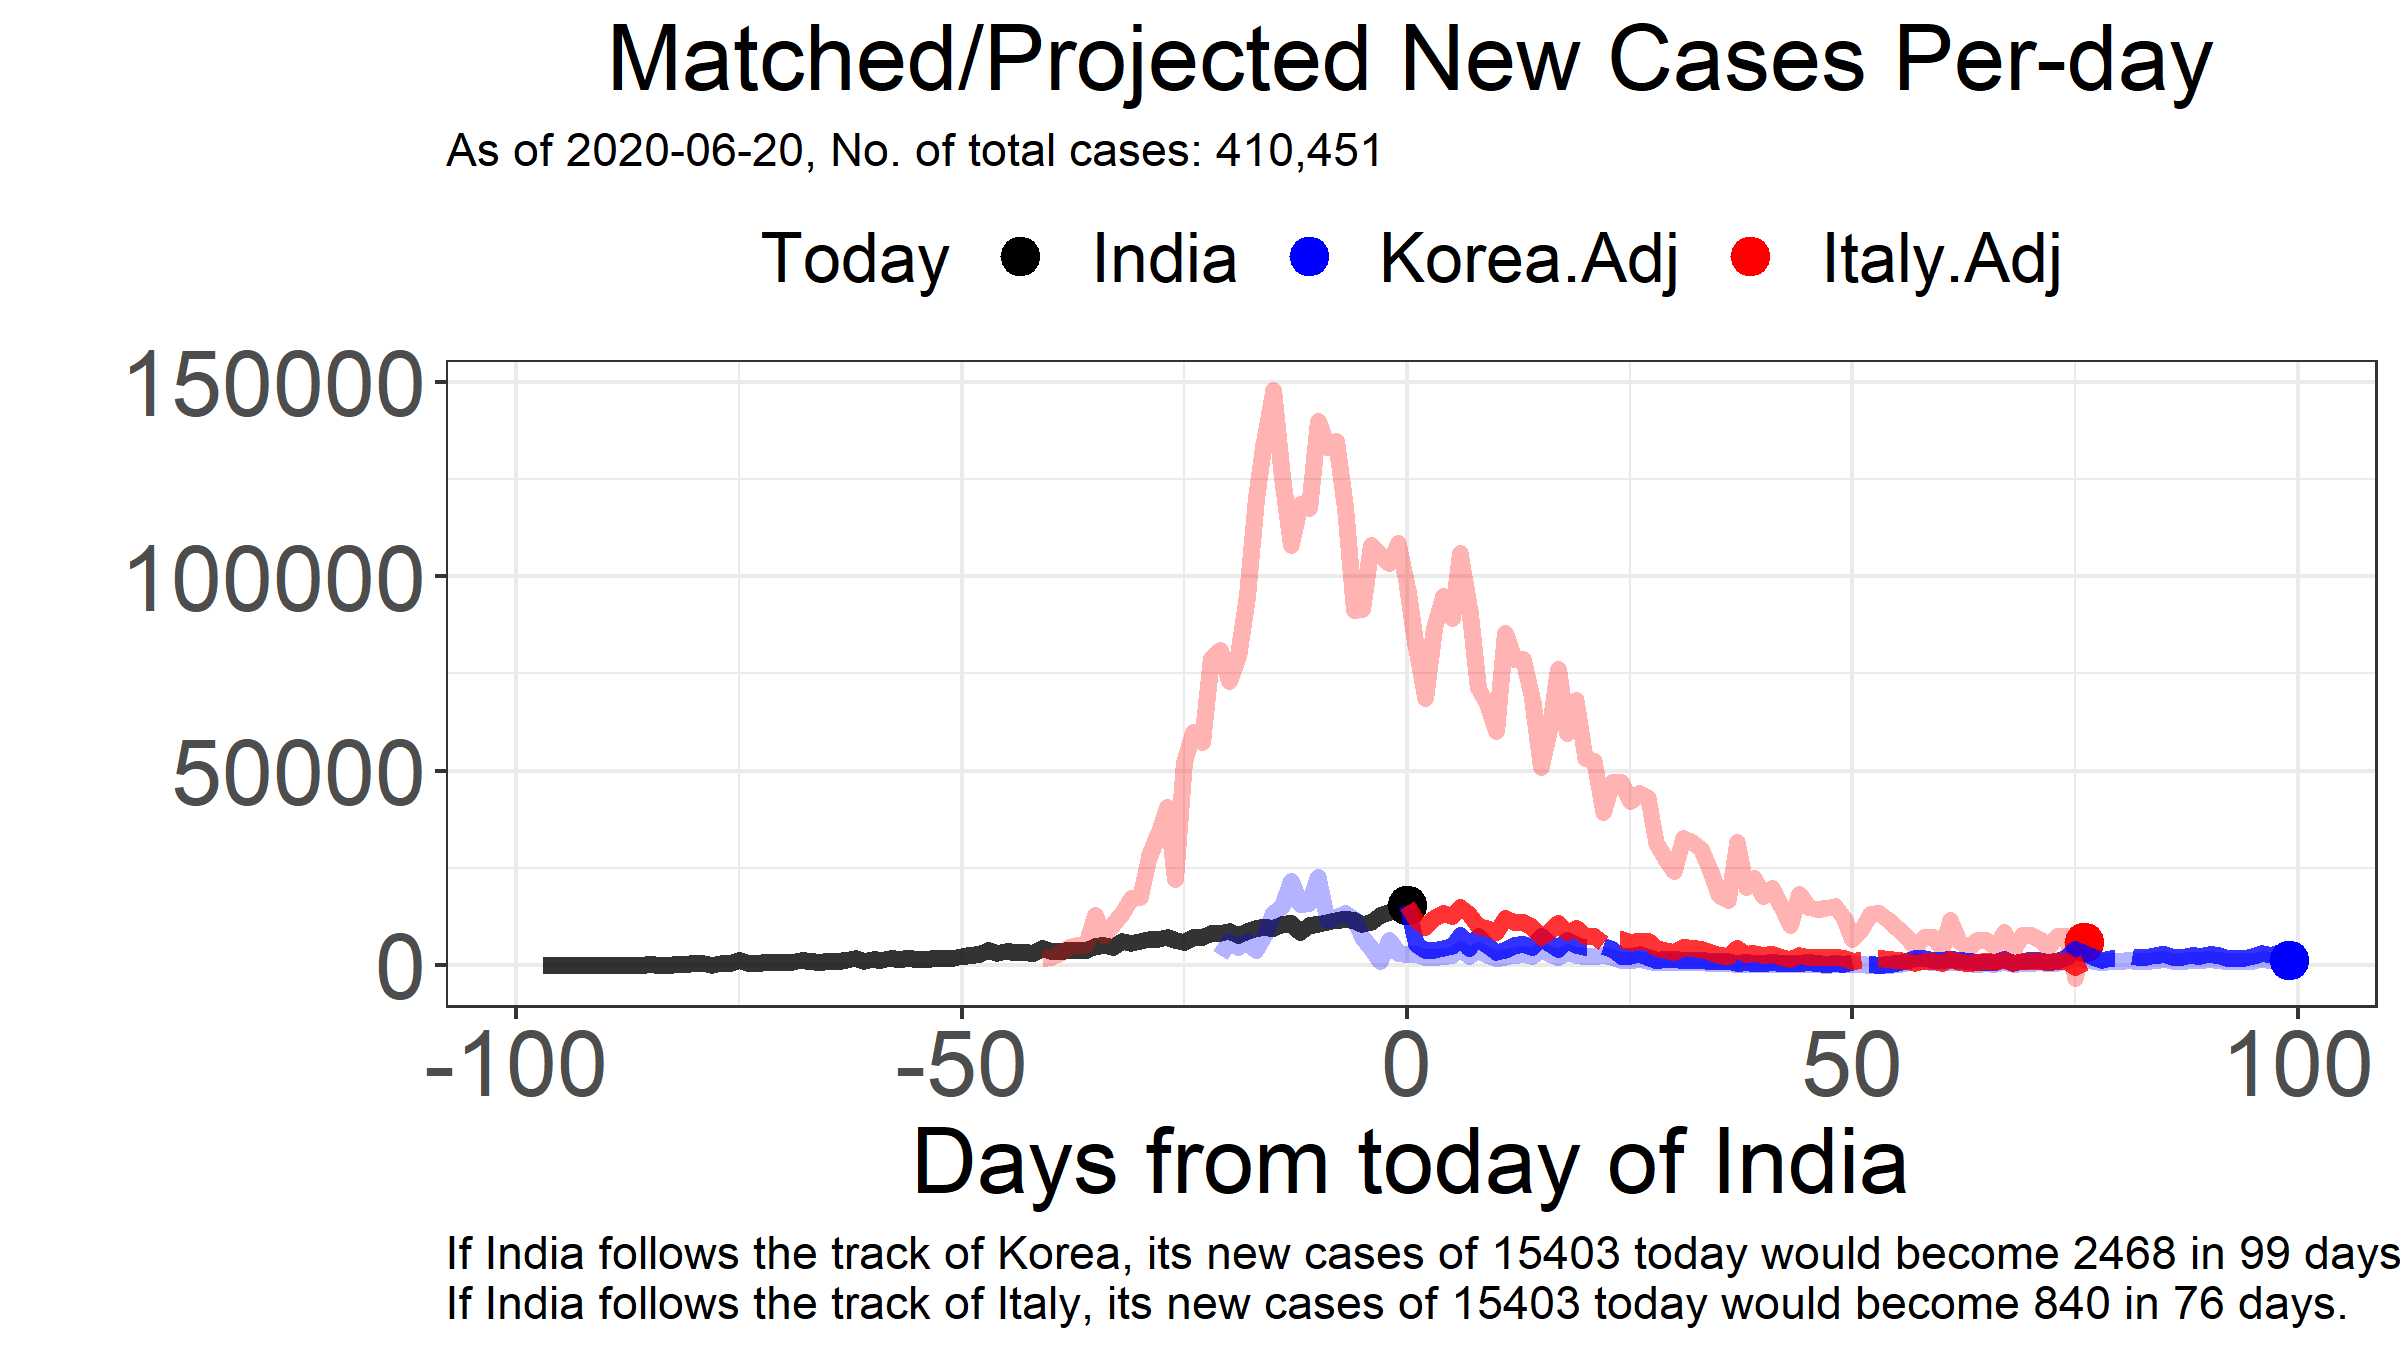 Matched/Projected New Cases Per-day
As of 2020-06-20, No. of total cases: 410,451
Today India Korea.Adj Italy.Adj
150000
100000
50000
0
-100 -50 0 50 100
Days from today of India
If India follows the track of Korea, its new cases of 15403 today would become 2468 in 99 days
If India follows the track of Italy, its new cases of 15403 today would become 840 in 76 days.